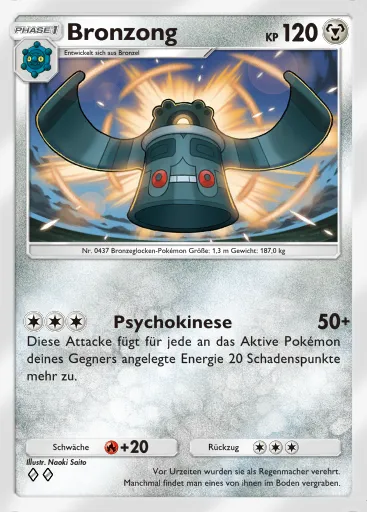 PHASE 1
Bronzong
KP 120
Entwickelt sich aus Bronzel
Nr. 0437 Bronzeglocken-Pokémon Größe: 1,3 m Gewicht: 187,0 kg
Psychokinese 50+
Diese Attacke fügt für jede an das Aktive Pokémon
deines Gegners angelegte Energie 20 Schadenspunkte
mehr zu.
Schwäche +20 Rückzug
Illustr. Naoki Saito
Vor Urzeiten wurden sie als Regenmacher verehrt.
Manchmal findet man eines von ihnen im Boden vergraben.